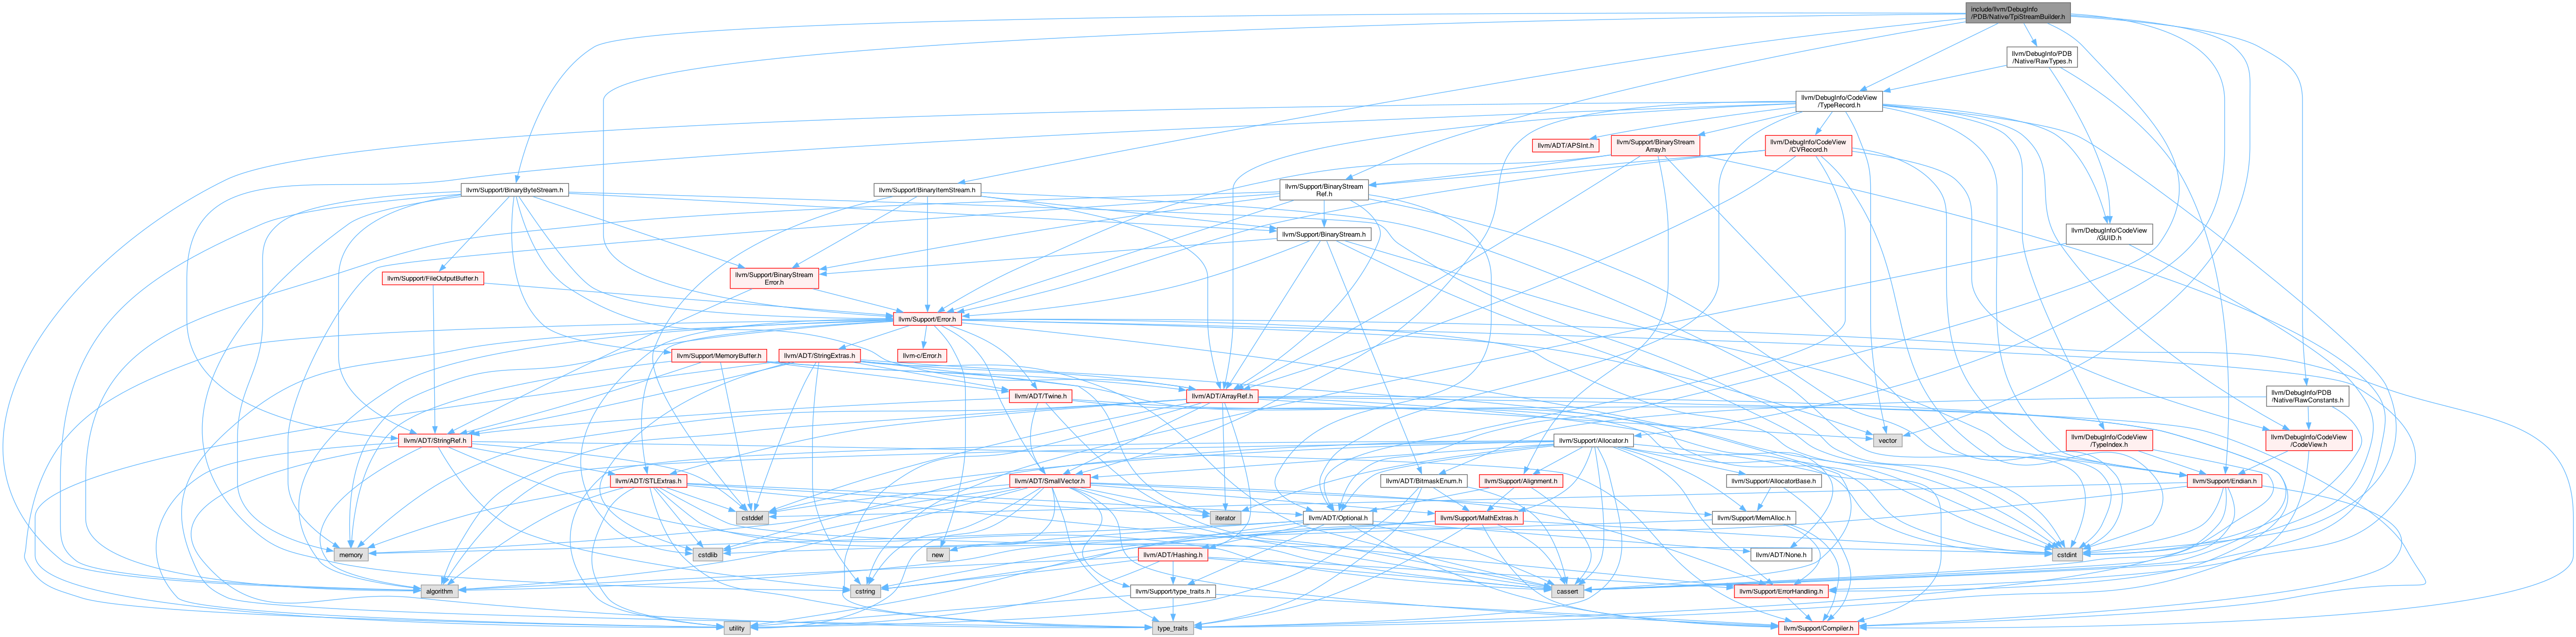 include/llvm/DebugInfo
/PDB/Native/TpiStreamBuilder.h
llvm/DebugInfo/PDB
/Native/RawTypes.h
llvm/DebugInfo/CodeView
/TypeRecord.h
llvm/ADT/APSInt.h
llvm/Support/BinaryStream
Array.h
llvm/DebugInfo/CodeView
/CVRecord.h
llvm/Support/BinaryByteStream.h
llvm/Support/BinaryItemStream.h
llvm/Support/BinaryStream
Ref.h
llvm/Support/BinaryStream.h
llvm/DebugInfo/CodeView
/GUID.h
llvm/Support/FileOutputBuffer.h
llvm/Support/BinaryStream
Error.h
llvm/Support/Error.h
llvm/Support/MemoryBuffer.h
llvm/ADT/StringExtras.h
llvm-c/Error.h
llvm/ADT/Twine.h
llvm/ADT/ArrayRef.h
llvm/DebugInfo/PDB
/Native/RawConstants.h
llvm/ADT/StringRef.h
vector
llvm/Support/Allocator.h
llvm/DebugInfo/CodeView
/TypeIndex.h
llvm/DebugInfo/CodeView
/CodeView.h
llvm/ADT/STLExtras.h
llvm/ADT/SmallVector.h
llvm/ADT/BitmaskEnum.h
llvm/Support/Alignment.h
llvm/Support/AllocatorBase.h
llvm/Support/Endian.h
cstddef
iterator
llvm/ADT/Optional.h
llvm/Support/MathExtras.h
llvm/Support/MemAlloc.h
memory
cstdlib
new
llvm/ADT/Hashing.h
llvm/ADT/None.h
cstdint
algorithm
cstring
llvm/Support/type_traits.h
cassert
llvm/Support/ErrorHandling.h
utility
type_traits
llvm/Support/Compiler.h